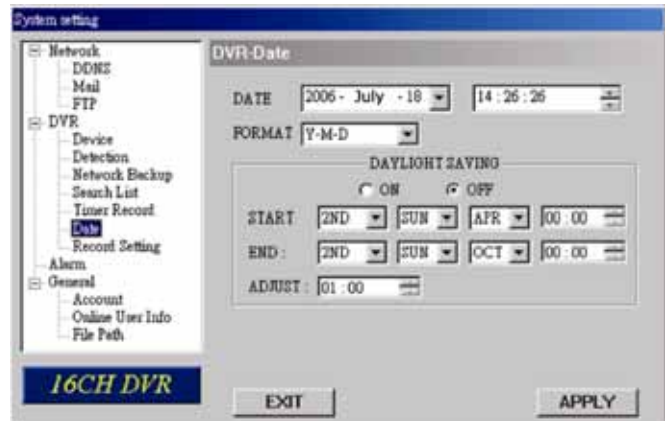 System setting
Network
DDNS
Mail
FTP
DVR
Device
Detection
Network Backup
Search List
Timer Record
Date
Record Setting
Alarm
General
Account
Online User Info
File Path
16CH DVR
DVR-Date
DATE 2006 - July - 18 14 : 26 : 26
FORMAT Y-M-D
DAYLIGHT SAVING
ON OFF
START 2ND SUN APR 00 : 00
END : 2ND SUN OCT 00 : 00
ADJUST : 01 : 00
EXIT APPLY